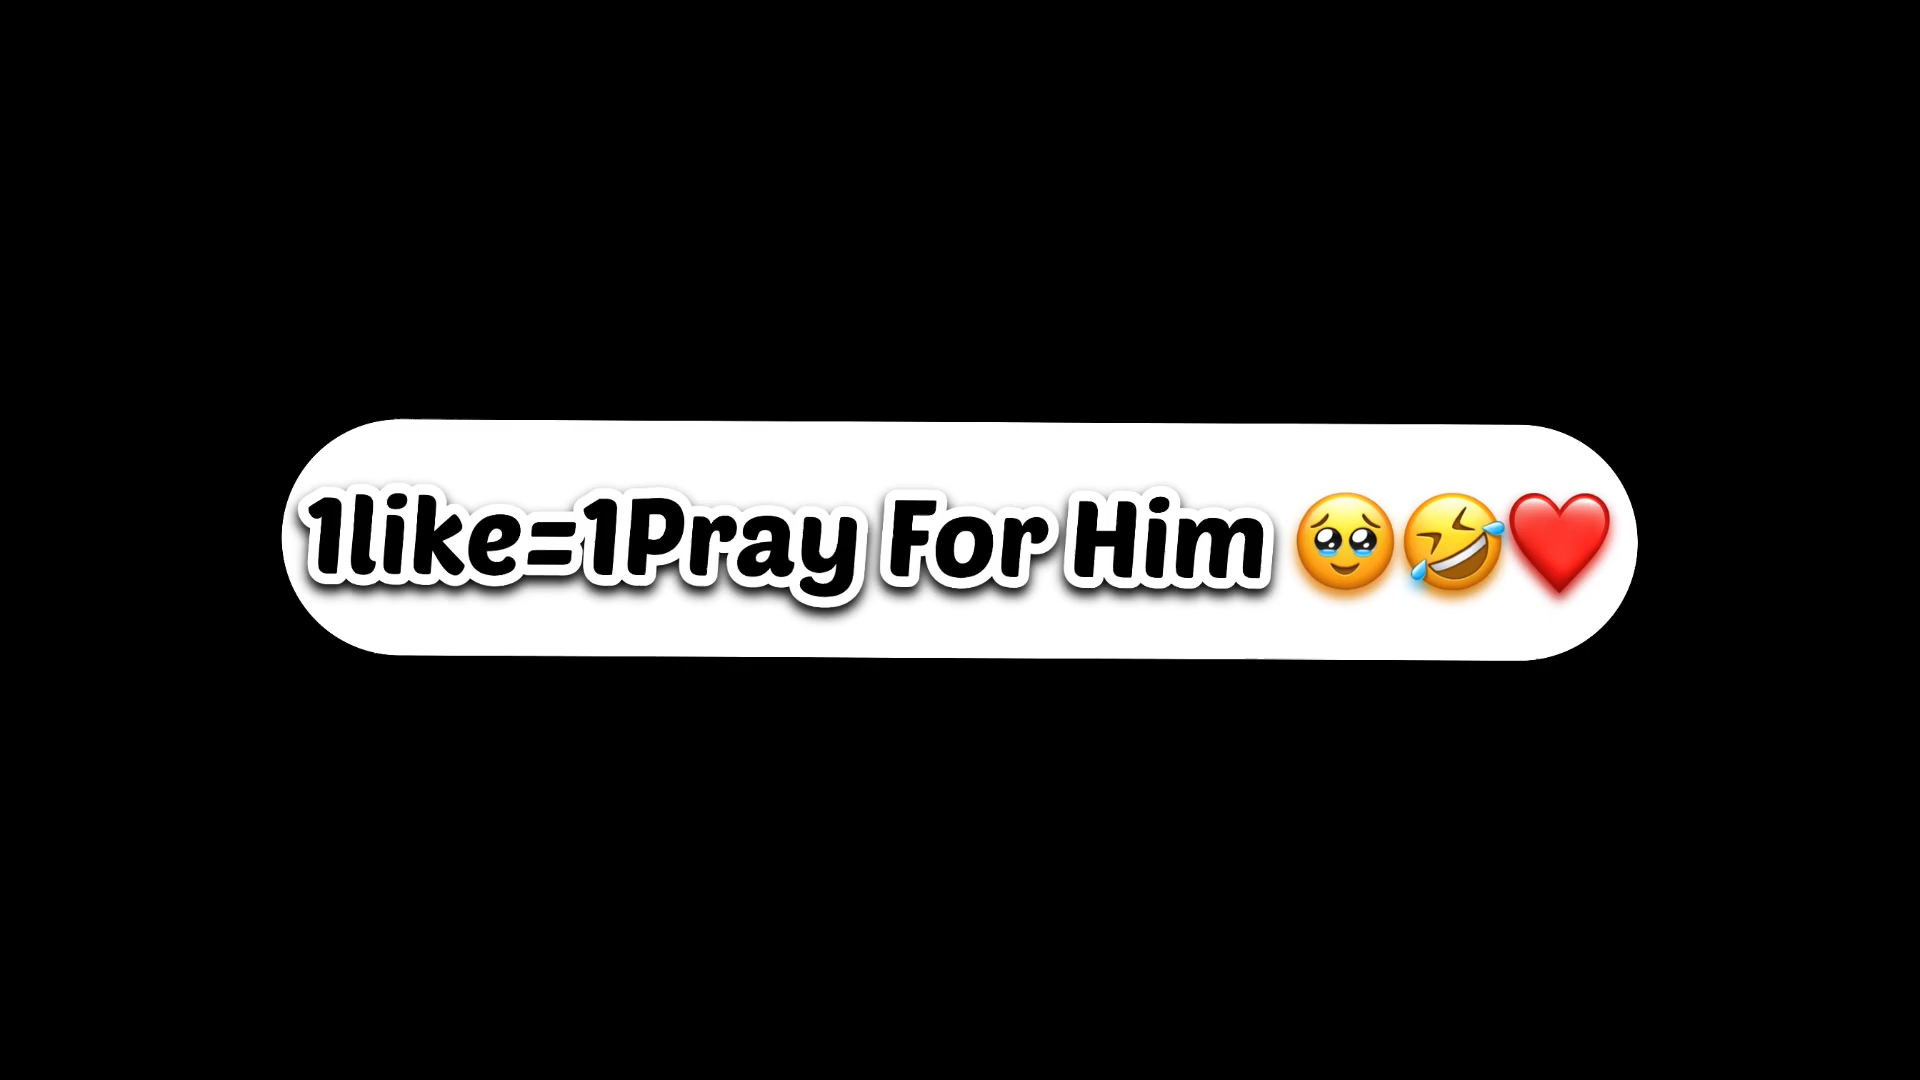 1like=1Pray For Him 🥹🤣❤️